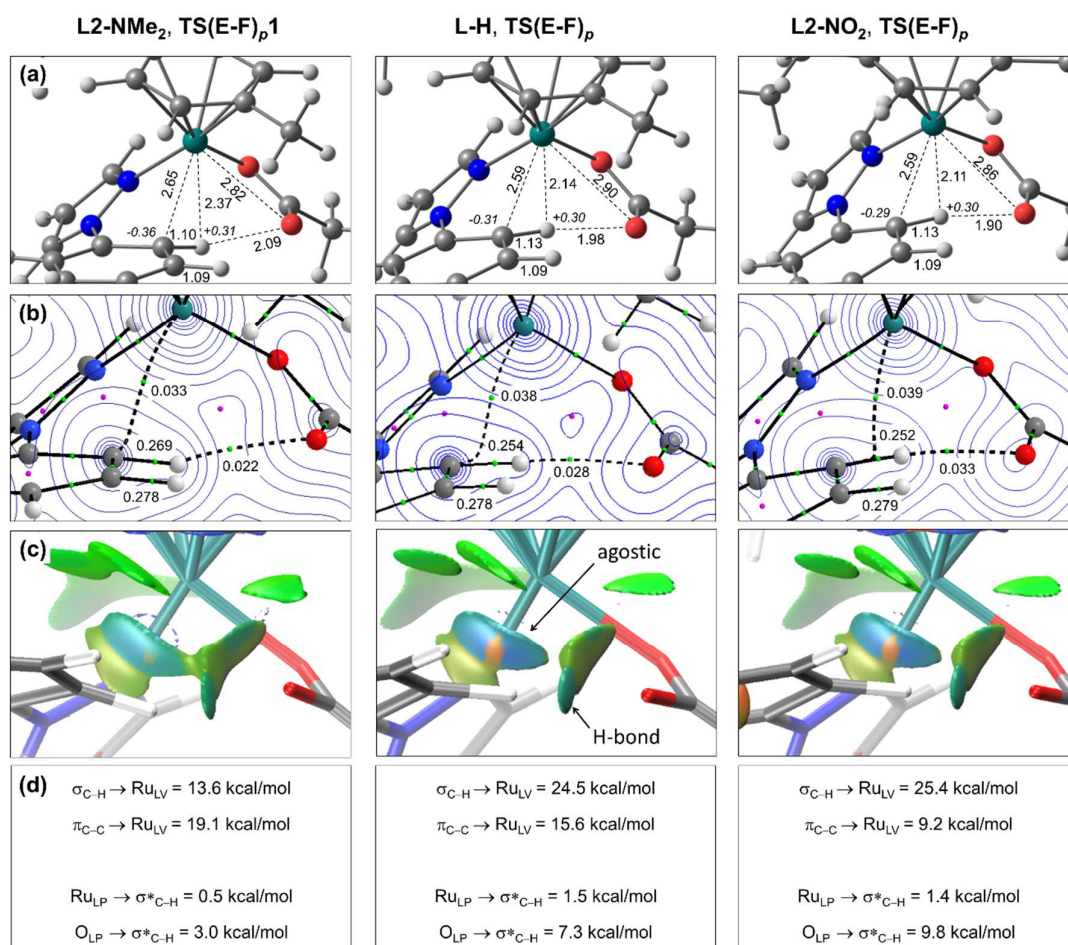 L2-NMe₂, TS(E-F)ₚ1
L-H, TS(E-F)ₚ
L2-NO₂, TS(E-F)ₚ
(a)
2.65
2.82
2.37
-0.36
1.10
+0.31
2.09
1.09
2.59
2.90
2.14
-0.31
+0.30
1.13
1.98
1.09
2.59
2.86
2.11
-0.29
+0.30
1.90
1.13
1.09
(b)
0.033
0.269
0.022
0.278
0.038
0.254
0.028
0.278
0.039
0.252
0.033
0.279
(c)
agostic
H-bond
(d)
σC–H → RuLV = 13.6 kcal/mol
πC–C → RuLV = 19.1 kcal/mol
RuLP → σ*C–H = 0.5 kcal/mol
OLP → σ*C–H = 3.0 kcal/mol
σC–H → RuLV = 24.5 kcal/mol
πC–C → RuLV = 15.6 kcal/mol
RuLP → σ*C–H = 1.5 kcal/mol
OLP → σ*C–H = 7.3 kcal/mol
σC–H → RuLV = 25.4 kcal/mol
πC–C → RuLV = 9.2 kcal/mol
RuLP → σ*C–H = 1.4 kcal/mol
OLP → σ*C–H = 9.8 kcal/mol